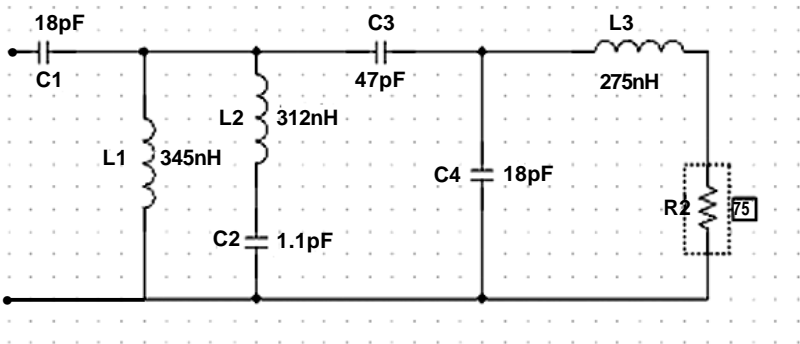 18pF
C1
C3
47pF
L3
275nH
L2 312nH
L1 345nH
C4 18pF
R2 75
C2 1.1pF